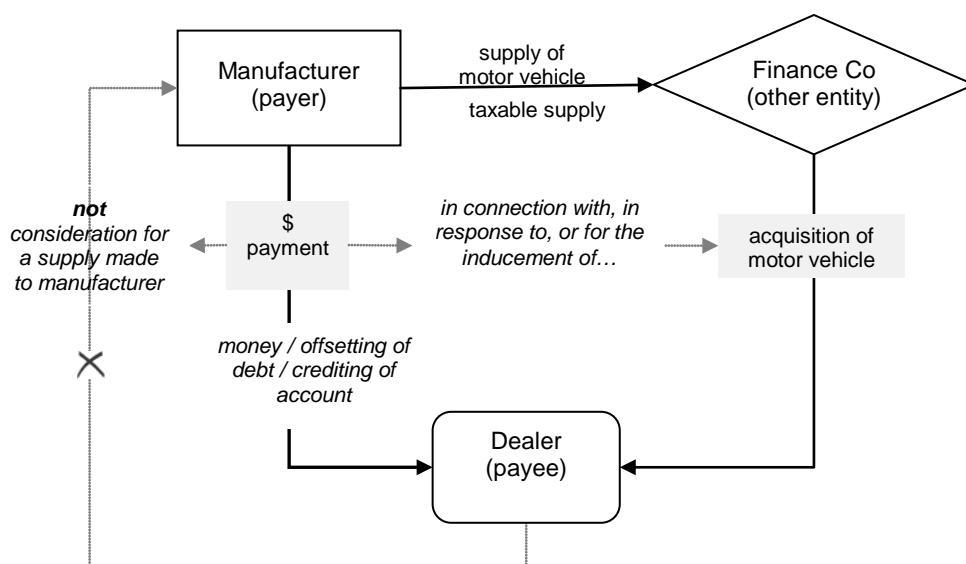 Manufacturer
(payer)
supply of
motor vehicle
taxable supply
Finance Co
(other entity)
not
consideration for
a supply made
to manufacturer
$
payment
in connection with, in
response to, or for the
inducement of…
acquisition of
motor vehicle
money / offsetting of
debt / crediting of
account
Dealer
(payee)